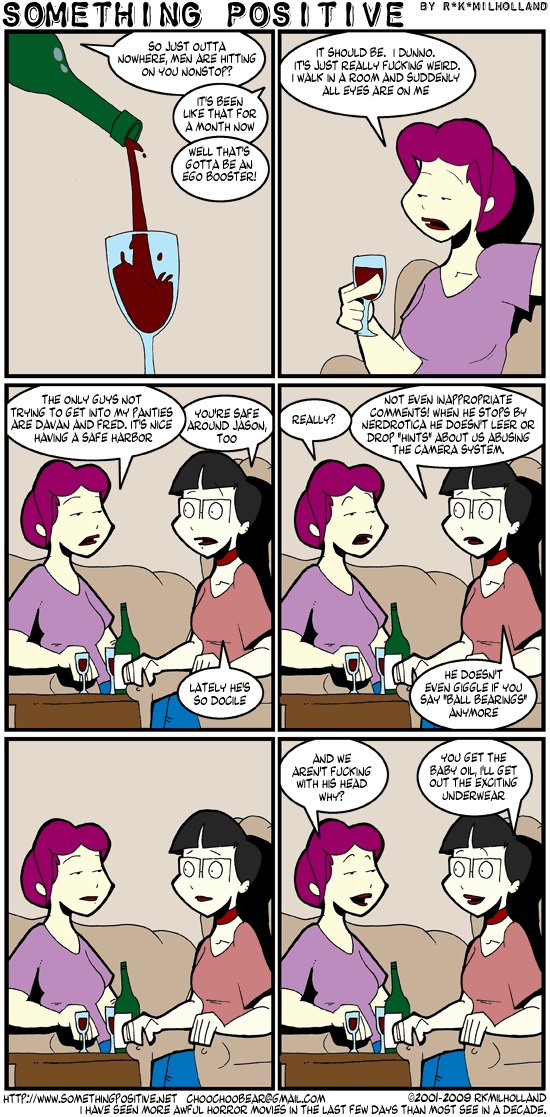 SOMETHING POSITIVE
BY R*K*MILHOLLAND
SO JUST OUTTA
NOWHERE, MEN ARE HITTING
ON YOU NONSTOP?
IT'S BEEN
LIKE THAT FOR
A MONTH NOW
WELL THAT'S
GOTTA BE AN
EGO BOOSTER!
IT SHOULD BE. I DUNNO.
IT'S JUST REALLY FUCKING WEIRD.
I WALK IN A ROOM AND SUDDENLY
ALL EYES ARE ON ME
THE ONLY GUYS NOT
TRYING TO GET INTO MY PANTIES
ARE DAVAN AND FRED. IT'S NICE
HAVING A SAFE HARBOR
YOU'RE SAFE
AROUND JASON,
TOO
LATELY HE'S
SO DOCILE
REALLY?
NOT EVEN INAPPROPRIATE
COMMENTS! WHEN HE STOPS BY
NERDROTICA HE DOESN'T LEER OR
DROP "HINTS" ABOUT US ABUSING
THE CAMERA SYSTEM.
HE DOESN'T
EVEN GIGGLE IF YOU
SAY "BALL BEARINGS"
ANYMORE
AND WE
AREN'T FUCKING
WITH HIS HEAD
WHY?
YOU GET THE
BABY OIL, I'LL GET
OUT THE EXCITING
UNDERWEAR
HTTP://WWW.SOMETHINGPOSITIVE.NET CHOOCHOOBEAR@GMAIL.COM ©2001-2009 RKMILHOLLAND
I HAVE SEEN MORE AWFUL HORROR MOVIES IN THE LAST FEW DAYS THAN MOST SEE IN A DECADE